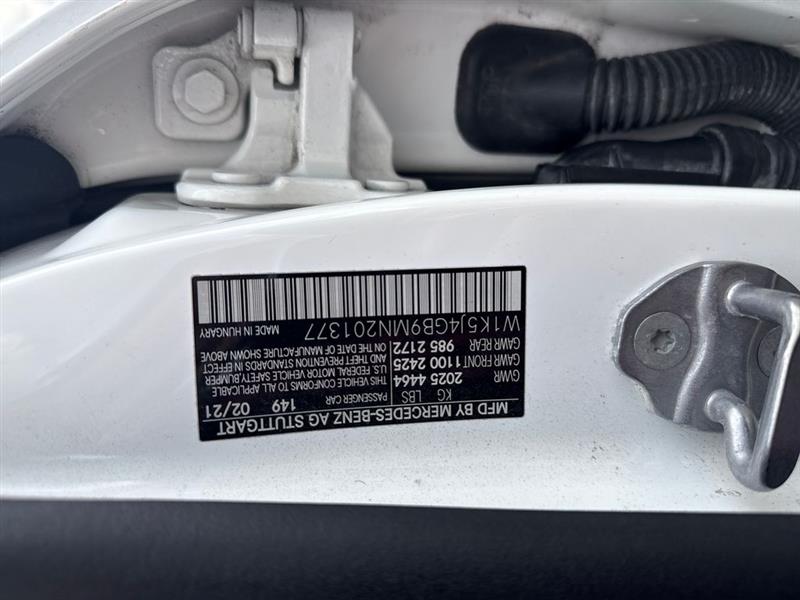 MFD BY MERCEDES-BENZ AG STUTTGART
KG LBS PASSENGER CAR 149 02/21
GWR 2025 4464
GAWR FRONT 1100 2425
GAWR REAR 985 2172
THIS VEHICLE CONFORMS TO ALL APPLICABLE
U.S. FEDERAL MOTOR VEHICLE SAFETY, BUMPER
AND THEFT PREVENTION STANDARDS IN EFFECT
ON THE DATE OF MANUFACTURE SHOWN ABOVE
W1K5J4GB9MN201377
MADE IN HUNGARY